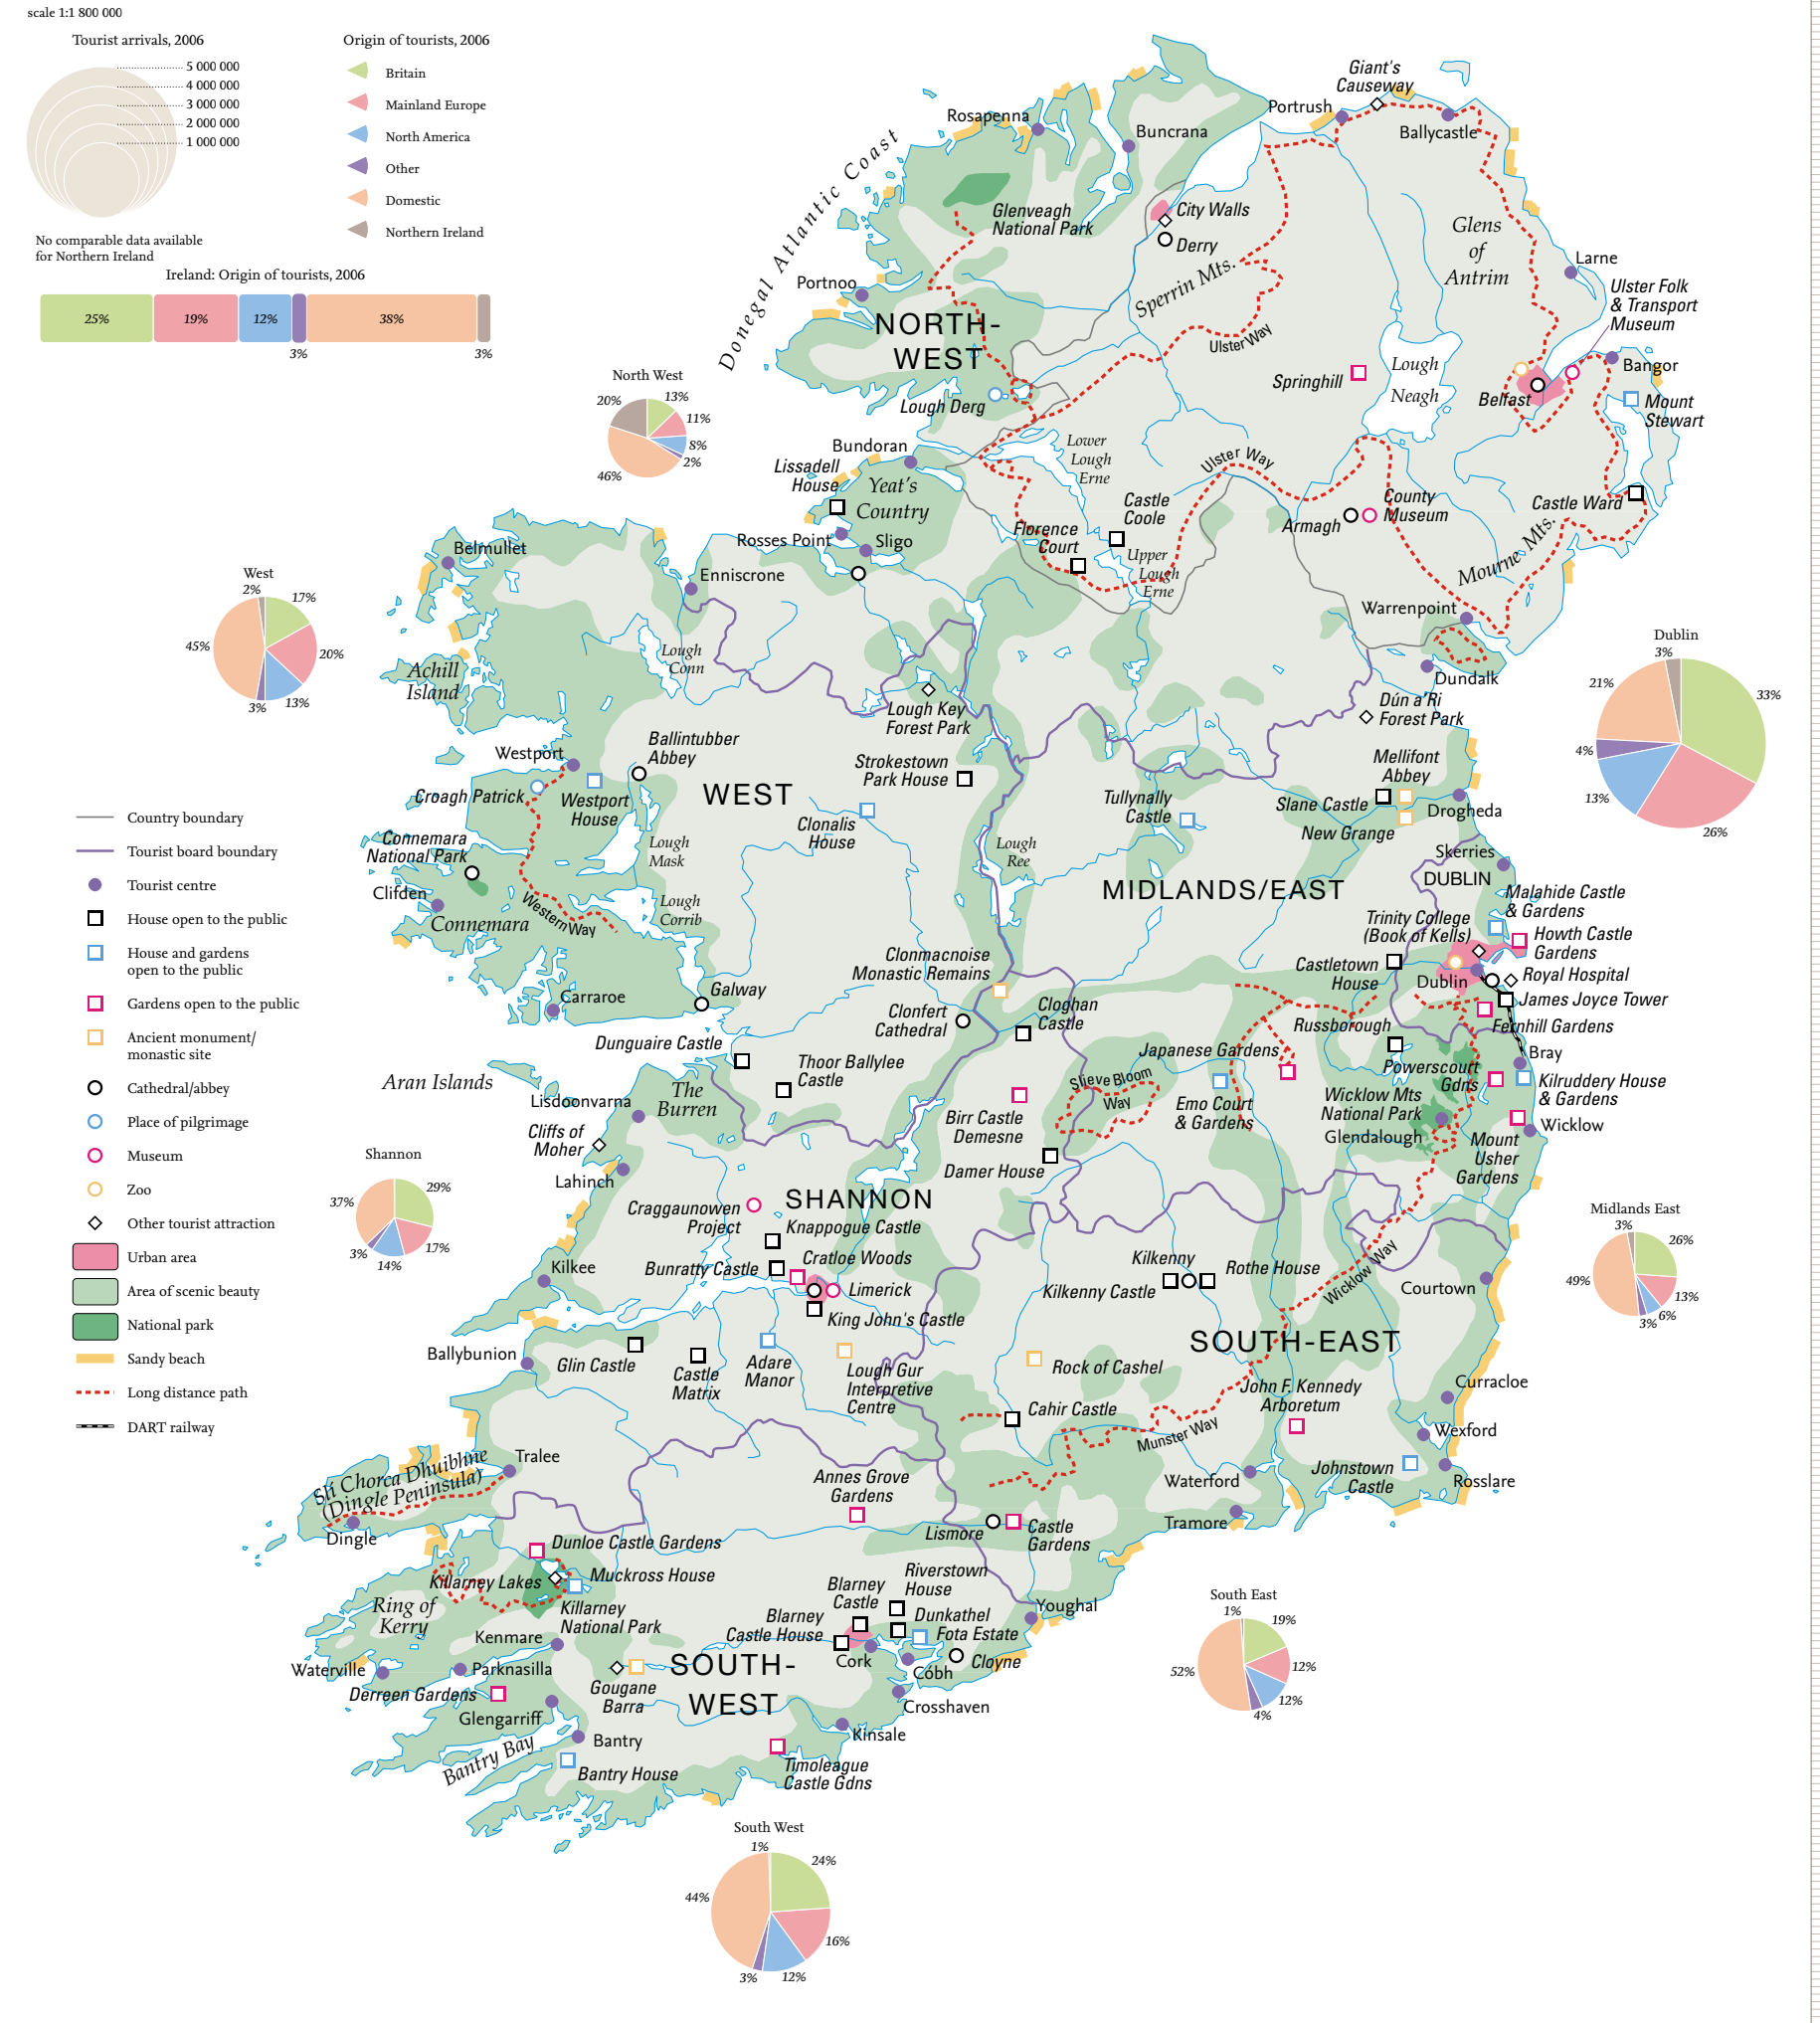 scale 1:1 800 000
Tourist arrivals, 2006
5 000 000
4 000 000
3 000 000
2 000 000
1 000 000
No comparable data available
for Northern Ireland
Origin of tourists, 2006
Britain
Mainland Europe
North America
Other
Domestic
Northern Ireland
Ireland: Origin of tourists, 2006
25%
19%
12%
3%
38%
3%
North West
20%
13%
11%
8%
2%
46%
West
2%
17%
20%
13%
3%
45%
Dublin
3%
33%
26%
13%
4%
21%
Shannon
37%
29%
17%
14%
3%
Midlands East
3%
26%
13%
6%
3%
49%
South East
1%
19%
12%
12%
4%
52%
South West
1%
24%
16%
12%
3%
44%
Country boundary
Tourist board boundary
Tourist centre
House open to the public
House and gardens
open to the public
Gardens open to the public
Ancient monument/
monastic site
Cathedral/abbey
Place of pilgrimage
Museum
Zoo
Other tourist attraction
Urban area
Area of scenic beauty
National park
Sandy beach
Long distance path
DART railway
Donegal Atlantic Coast
Rosapenna
Buncrana
Portrush
Giant's
Causeway
Ballycastle
Glenveagh
National Park
City Walls
Derry
Glens
of
Antrim
Larne
Ulster Folk
& Transport
Museum
Portnoo
Sperrin Mts.
NORTH-
WEST
Ulster Way
Springhill
Lough
Neagh
Belfast
Bangor
Mount
Stewart
Lough Derg
Bundoran
Lissadell
House
Yeat's
Country
Lower
Lough
Erne
Ulster Way
Castle
Coole
Florence
Court
Upper
Lough
Erne
Armagh
County
Museum
Castle Ward
Mourne Mts.
Rosses Point
Sligo
Belmullet
Enniscrone
Warrenpoint
Dundalk
Lough
Conn
Achill
Island
Lough Key
Forest Park
Dún a'Ri
Forest Park
Westport
Ballintubber
Abbey
WEST
Strokestown
Park House
Mellifont
Abbey
Croagh Patrick
Westport
House
Clonalis
House
Tullynally
Castle
Slane Castle
New Grange
Drogheda
Connemara
National Park
Lough
Mask
Lough
Ree
Skerries
DUBLIN
Clifden
Connemara
Western Way
Lough
Corrib
MIDLANDS/EAST
Malahide Castle
& Gardens
Trinity College
(Book of Kells)
Howth Castle
Gardens
Clonmacnoise
Monastic Remains
Castletown
House
Dublin
Royal Hospital
James Joyce Tower
Carraroe
Galway
Clonfert
Cathedral
Cloghan
Castle
Russborough
Fernhill Gardens
Dunguaire Castle
Thoor Ballylee
Castle
Japanese Gardens
Bray
Aran Islands
The
Burren
Slieve Bloom
Way
Emo Court
& Gardens
Powerscourt
Gdns
Kilruddery House
& Gardens
Lisdoonvarna
Birr Castle
Demesne
Wicklow Mts
National Park
Glendalough
Wicklow
Cliffs of
Moher
Mount
Usher
Gardens
Lahinch
Damer House
SHANNON
Craggaunowen
Project
Knappogue Castle
Cratloe Woods
Bunratty Castle
Kilkee
Limerick
King John's Castle
Kilkenny
Rothe House
Kilkenny Castle
Wicklow Way
Courtown
SOUTH-EAST
Ballybunion
Glin Castle
Castle
Matrix
Adare
Manor
Lough Gur
Interpretive
Centre
Rock of Cashel
John F. Kennedy
Arboretum
Curracloe
Cahir Castle
Munster Way
Wexford
Slí Chorca Dhuibhne
(Dingle Peninsula)
Tralee
Annes Grove
Gardens
Waterford
Johnstown
Castle
Rosslare
Dingle
Lismore
Castle
Gardens
Tramore
Dunloe Castle Gardens
Killarney Lakes
Muckross House
Riverstown
House
Blarney
Castle
Ring of
Kerry
Killarney
National Park
Blarney
Castle House
Dunkathel
Fota Estate
Youghal
Kenmare
Waterville
Parknasilla
SOUTH-
WEST
Cork
Cóbh
Cloyne
Derreen Gardens
Gougane
Barra
Crosshaven
Glengarriff
Kinsale
Bantry Bay
Bantry
Bantry House
Timoleague
Castle Gdns